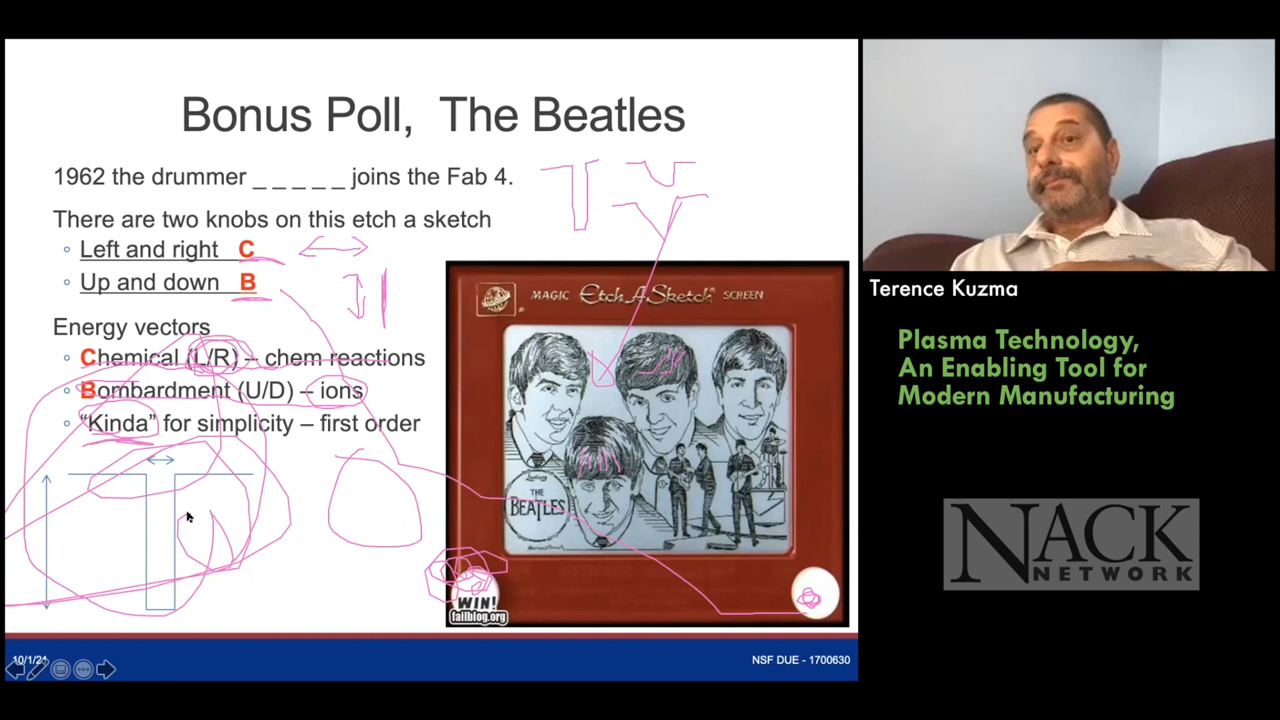 Bonus Poll, The Beatles
1962 the drummer _ _ _ _ _ joins the Fab 4.
There are two knobs on this etch a sketch
Left and right C
Up and down B
Energy vectors
Chemical (L/R) – chem reactions
Bombardment (U/D) – ions
“Kinda” for simplicity – first order
MAGIC Etch A Sketch® SCREEN
THE
BEATLES
WIN!
failblog.org
10/1/21
NSF DUE - 1700630
Terence Kuzma
Plasma Technology,
An Enabling Tool for
Modern Manufacturing
NACK
NETWORK